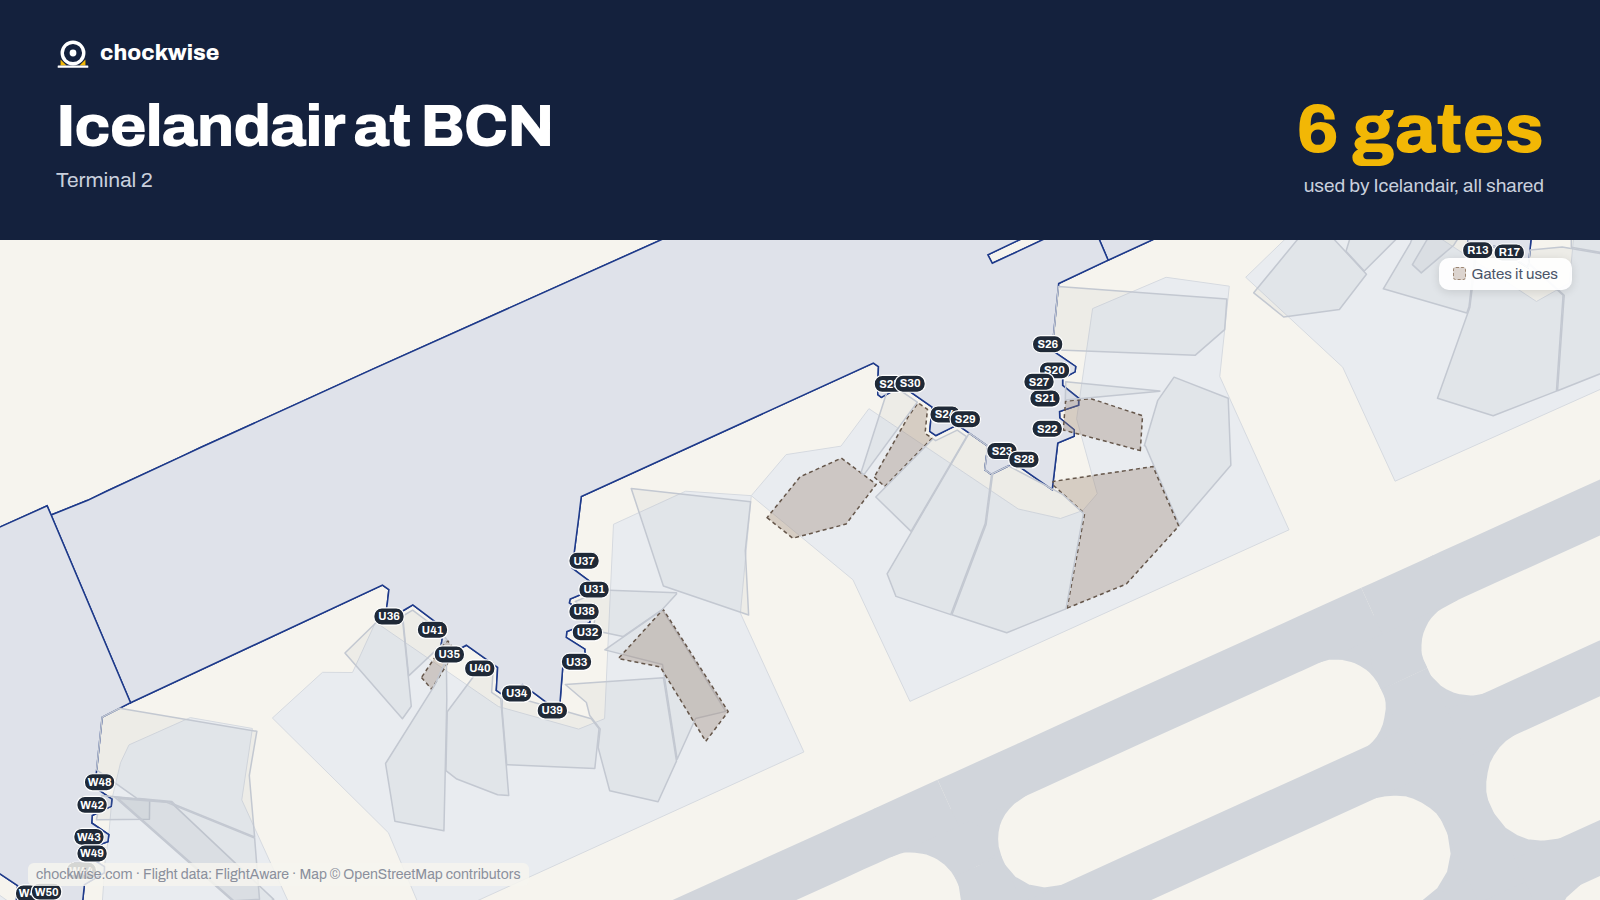 chockwise
Icelandair at BCN
Terminal 2
6 gates
used by Icelandair, all shared
R13
R17
Gates it uses
S26
S20
S27
S21
S22
S30
S29
S23
S28
U37
U31
U38
U32
U33
U36
U41
U35
U40
U34
U39
W48
W42
W43
W49
W50
chockwise.com · Flight data: FlightAware · Map © OpenStreetMap contributors